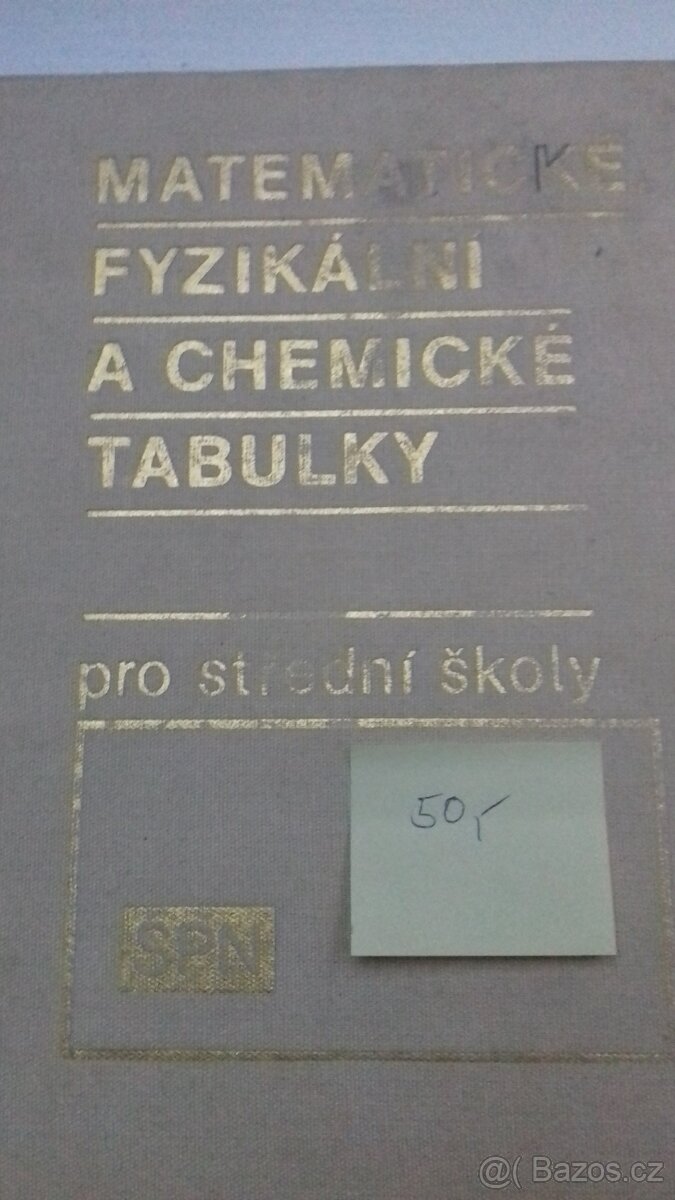 MATEMATICKÉ
FYZIKÁLNÍ
A CHEMICKÉ
TABULKY
pro střední školy
50,-
SPN
@( Bazos.cz